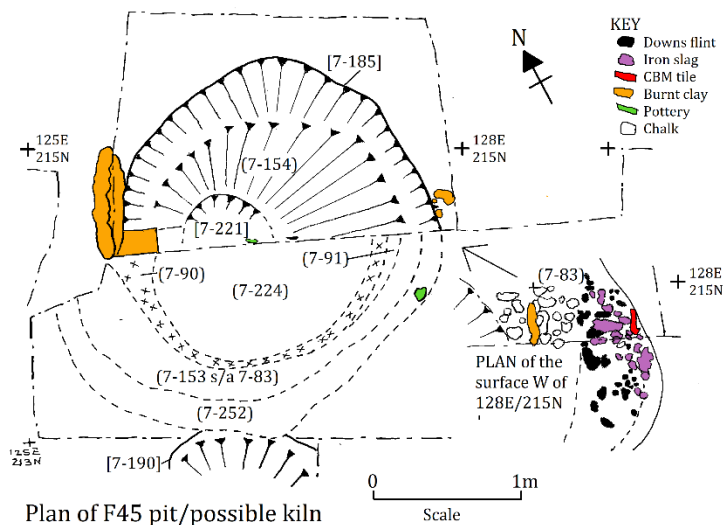 KEY
Downs flint
Iron slag
CBM tile
Burnt clay
Pottery
Chalk
N
[7-185]
125E
215N
128E
215N
(7-154)
[7-221]
(7-91)
(7-90)
(7-224)
(7-83)
128E
215N
PLAN of the
surface W of
128E/215N
(7-153 s/a 7-83)
(7-252)
125E
213N
[7-190]
0
1m
Scale
Plan of F45 pit/possible kiln